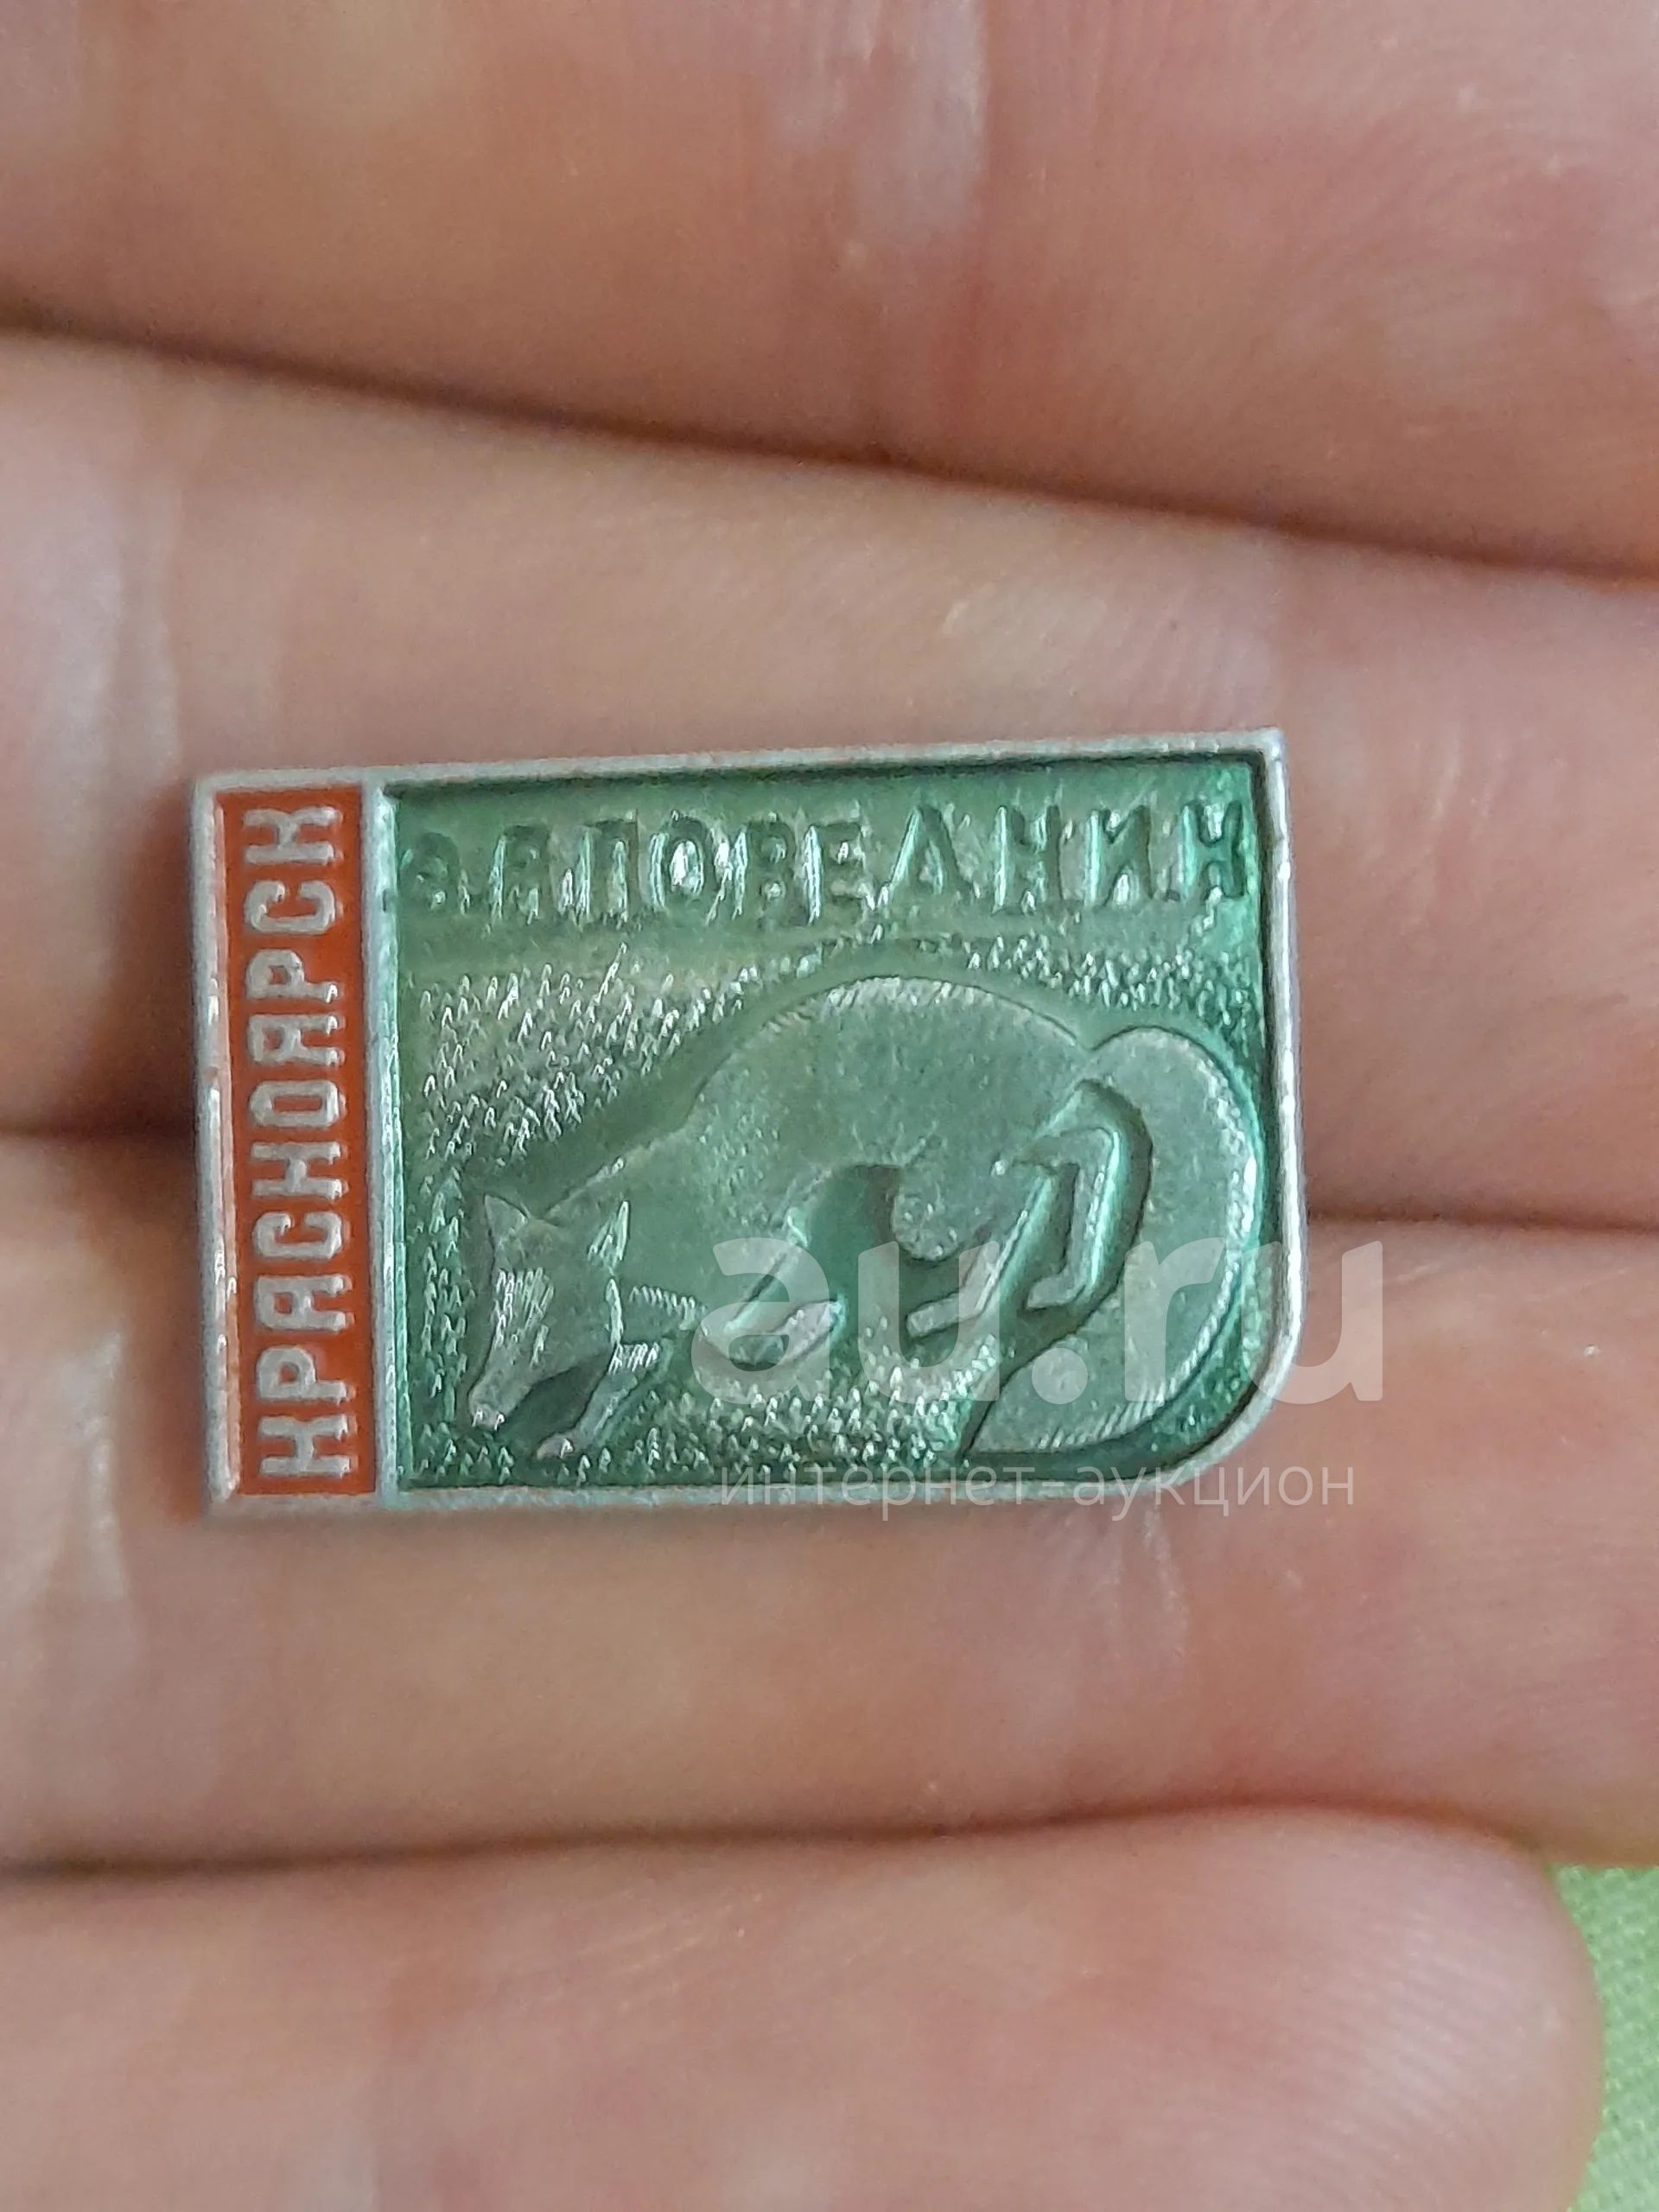 КРАСНОЯРСК
ЗАПОВЕДНИК
au.ru
интернет-аукцион